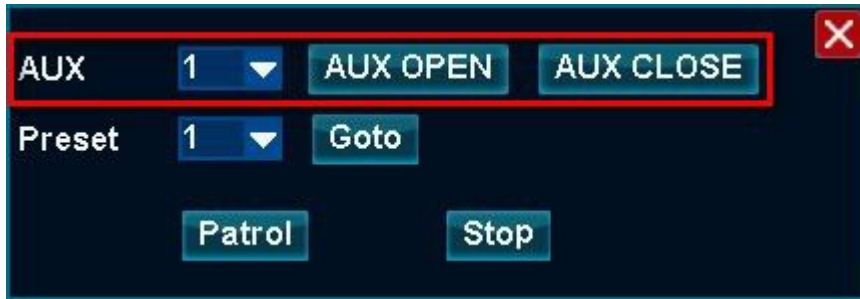 AUX 1 AUX OPEN AUX CLOSE
Preset 1 Goto
Patrol Stop